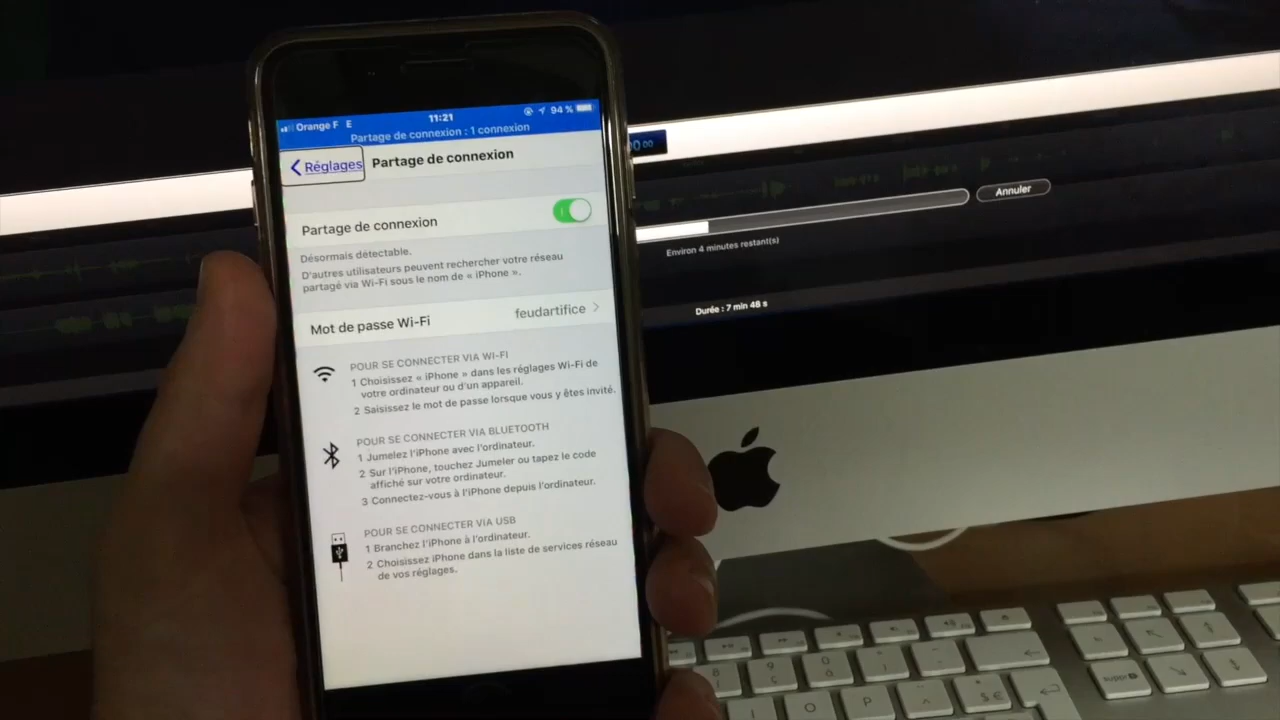 Orange F E 11:21 94 %
Partage de connexion : 1 connexion
Réglages Partage de connexion
Partage de connexion
Désormais détectable.
D'autres utilisateurs peuvent rechercher votre réseau
partagé via Wi-Fi sous le nom de « iPhone ».
Mot de passe Wi-Fi feudartifice
POUR SE CONNECTER VIA WI-FI
1 Choisissez « iPhone » dans les réglages Wi-Fi de
votre ordinateur ou d'un appareil.
2 Saisissez le mot de passe lorsque vous y êtes invité.
POUR SE CONNECTER VIA BLUETOOTH
1 Jumelez l'iPhone avec l'ordinateur.
2 Sur l'iPhone, touchez Jumeler ou tapez le code
affiché sur votre ordinateur.
3 Connectez-vous à l'iPhone depuis l'ordinateur.
POUR SE CONNECTER VIA USB
1 Branchez l'iPhone à l'ordinateur.
2 Choisissez iPhone dans la liste de services réseau
de vos réglages.
00 00
Annuler
Environ 4 minutes restant(s)
Durée : 7 min 48 s
8 9 0 ) -
! Ç À
I O P ^ $ €